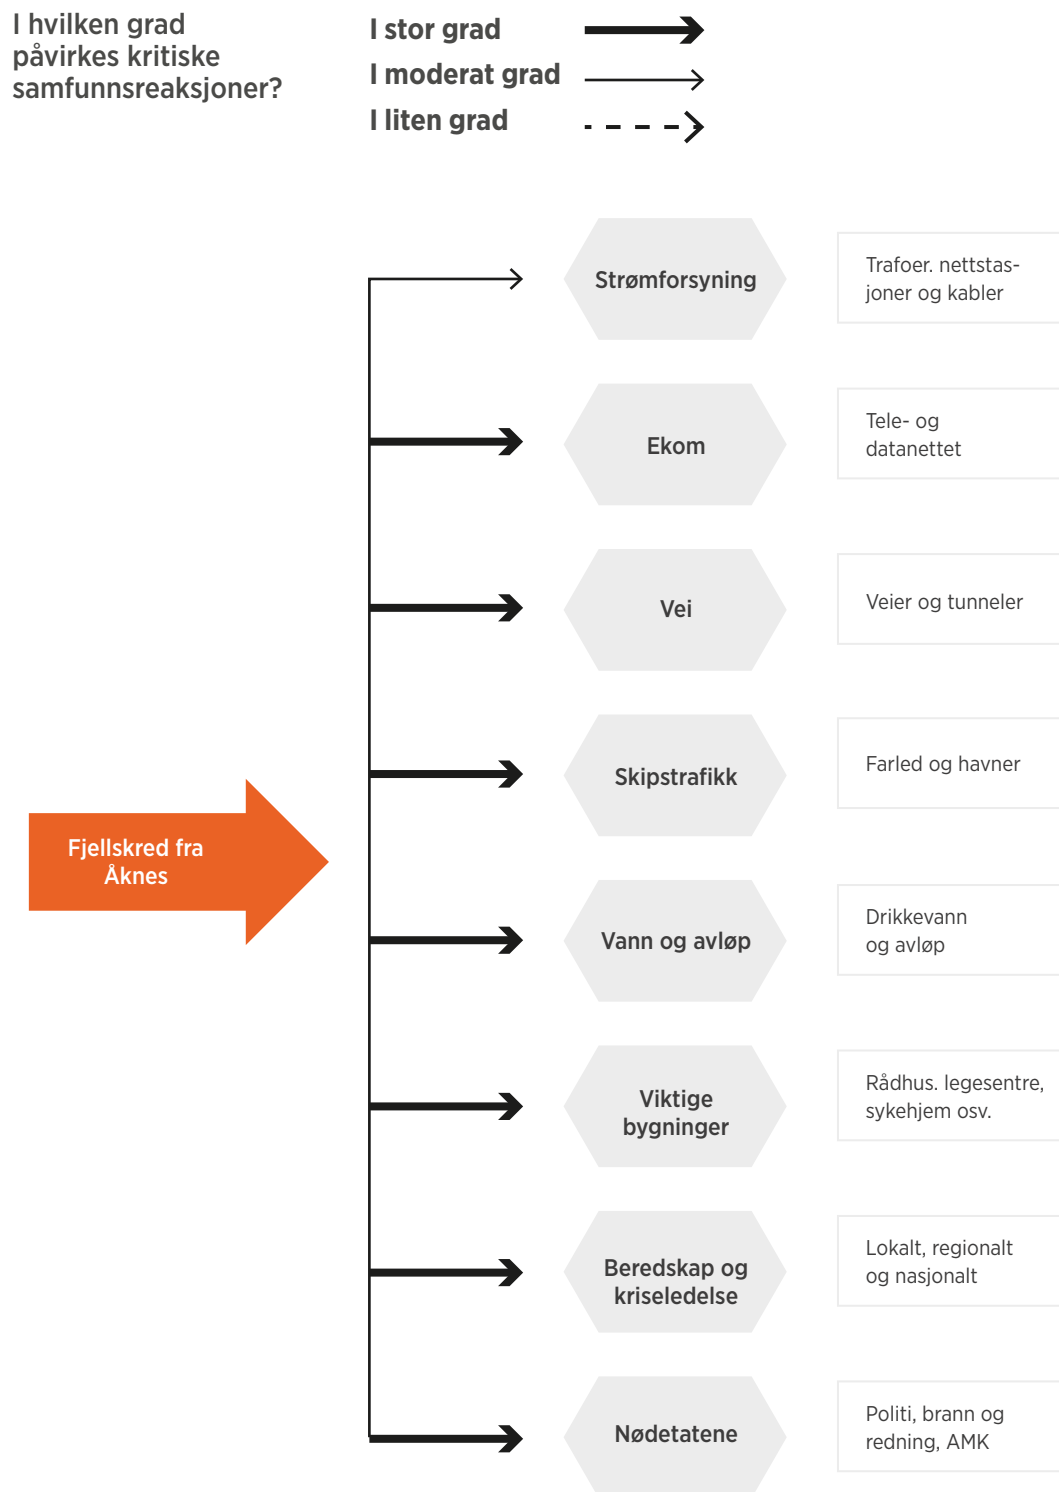 I hvilken grad
påvirkes kritiske
samfunnsreaksjoner?
I stor grad
I moderat grad
I liten grad
Strømforsyning
Trafoer. nettstas-
joner og kabler
Ekom
Tele- og
datanettet
Vei
Veier og tunneler
Skipstrafikk
Farled og havner
Fjellskred fra
Åknes
Vann og avløp
Drikkevann
og avløp
Viktige
bygninger
Rådhus. legesentre,
sykehjem osv.
Beredskap og
kriseledelse
Lokalt, regionalt
og nasjonalt
Nødetatene
Politi, brann og
redning, AMK